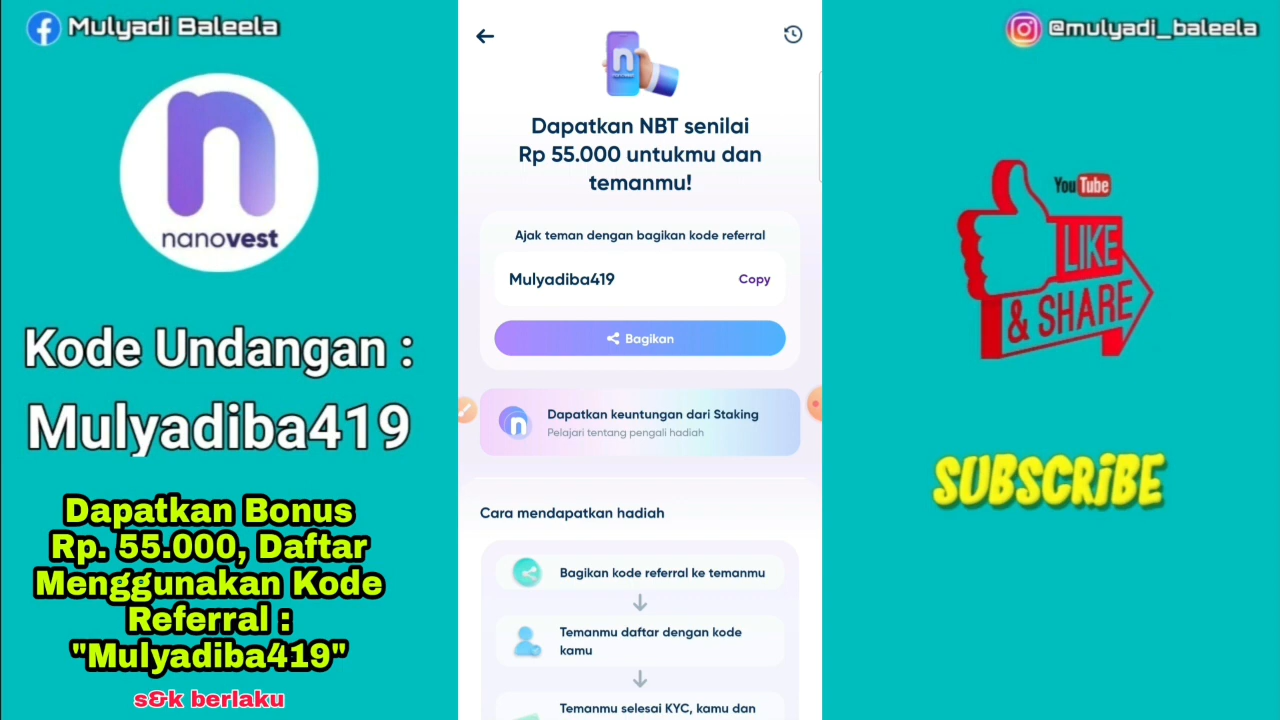 Mulyadi Baleela
nanovest
Kode Undangan :
Mulyadiba419
Dapatkan Bonus
Rp. 55.000, Daftar
Menggunakan Kode
Referral :
"Mulyadiba419"
s&k berlaku
n
Dapatkan NBT senilai
Rp 55.000 untukmu dan
temanmu!
Ajak teman dengan bagikan kode referral
Mulyadiba419 Copy
Bagikan
Dapatkan keuntungan dari Staking
Pelajari tentang pengali hadiah
Cara mendapatkan hadiah
Bagikan kode referral ke temanmu
Temanmu daftar dengan kode
kamu
Temanmu selesai KYC, kamu dan
@mulyadi_baleela
YouTube
LIKE
& SHARE
SUBSCRIBE